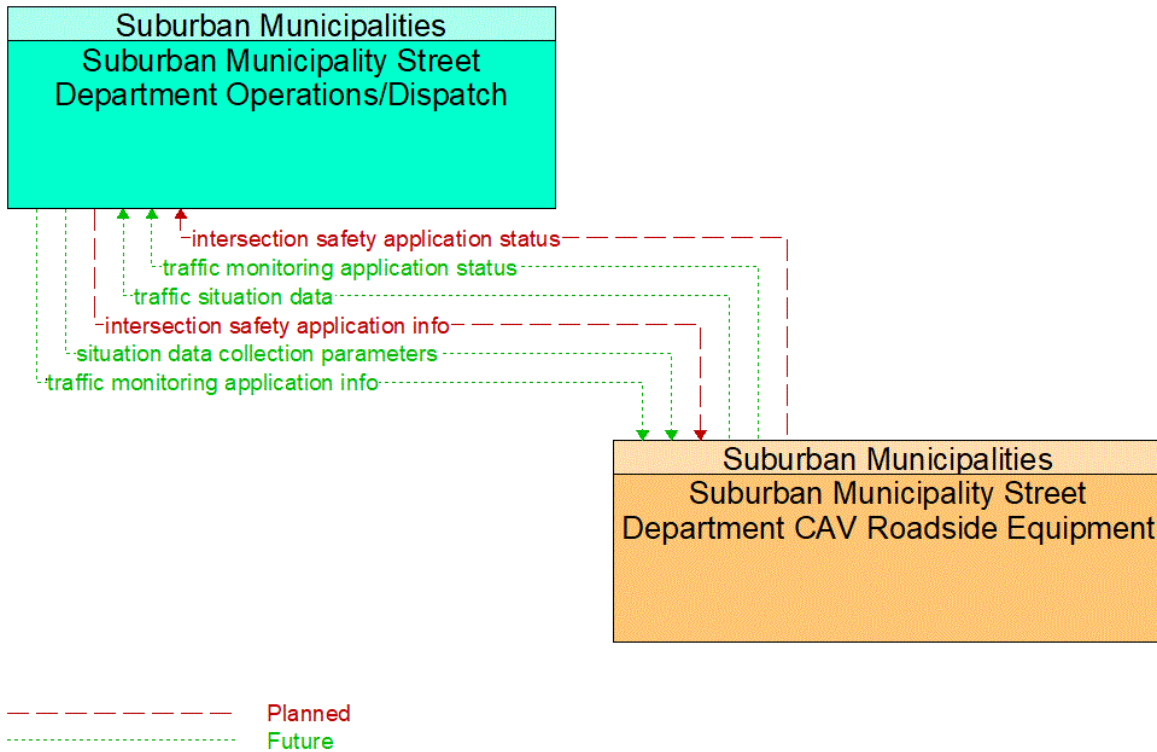 Suburban Municipalities
Suburban Municipality Street
Department Operations/Dispatch
intersection safety application status
traffic monitoring application status
traffic situation data
intersection safety application info
situation data collection parameters
traffic monitoring application info
Suburban Municipalities
Suburban Municipality Street
Department CAV Roadside Equipment
Planned
Future